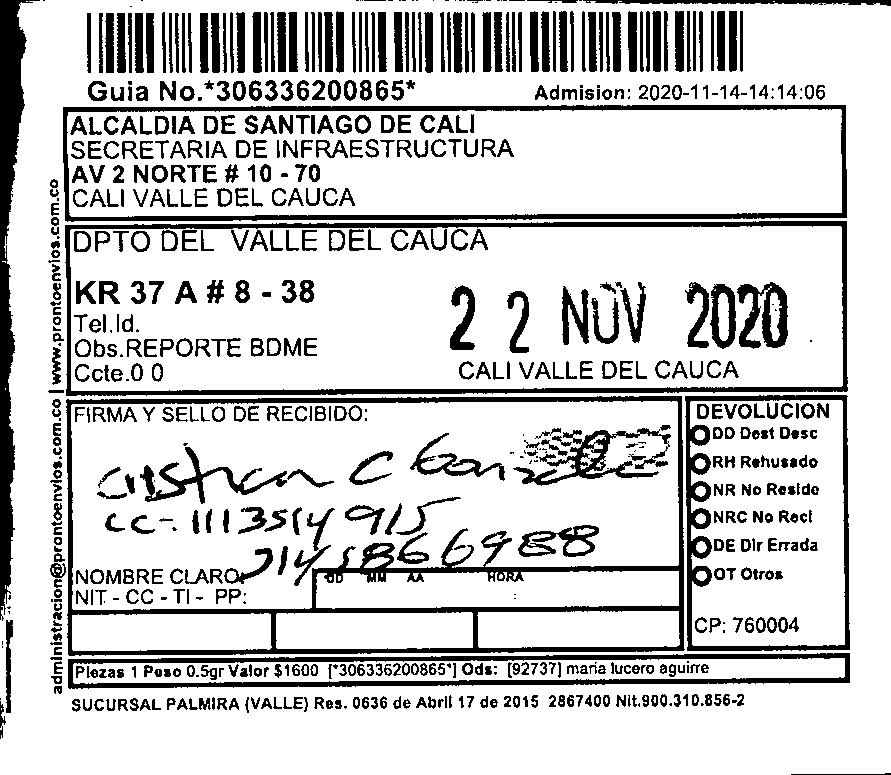 Guia No.*306336200865*
Admision: 2020-11-14-14:14:06
ALCALDIA DE SANTIAGO DE CALI
SECRETARIA DE INFRAESTRUCTURA
AV 2 NORTE # 10 - 70
CALI VALLE DEL CAUCA
DPTO DEL VALLE DEL CAUCA
KR 37 A # 8 - 38
Tel.Id.
Obs.REPORTE BDME
Ccte.0 0
2 2 NOV 2020
CALI VALLE DEL CAUCA
administracion@prontoenvios.com.co | www.prontoenvios.com.co
FIRMA Y SELLO DE RECIBIDO:
C
CC-. 1113514915
8866988
NOMBRE CLARO
NIT - CC - TI - PP:
DD MM AA HORA
:
DEVOLUCION
DD Dest Desc
RH Rehusado
NR No Reside
NRC No Recl
DE Dir Errada
OT Otros
CP: 760004
Piezas 1 Peso 0.5gr Valor $1600 [*306336200865*] Ods: [92737] maria lucero aguirre
SUCURSAL PALMIRA (VALLE) Res. 0636 de Abril 17 de 2015 2867400 Nit.900.310.856-2